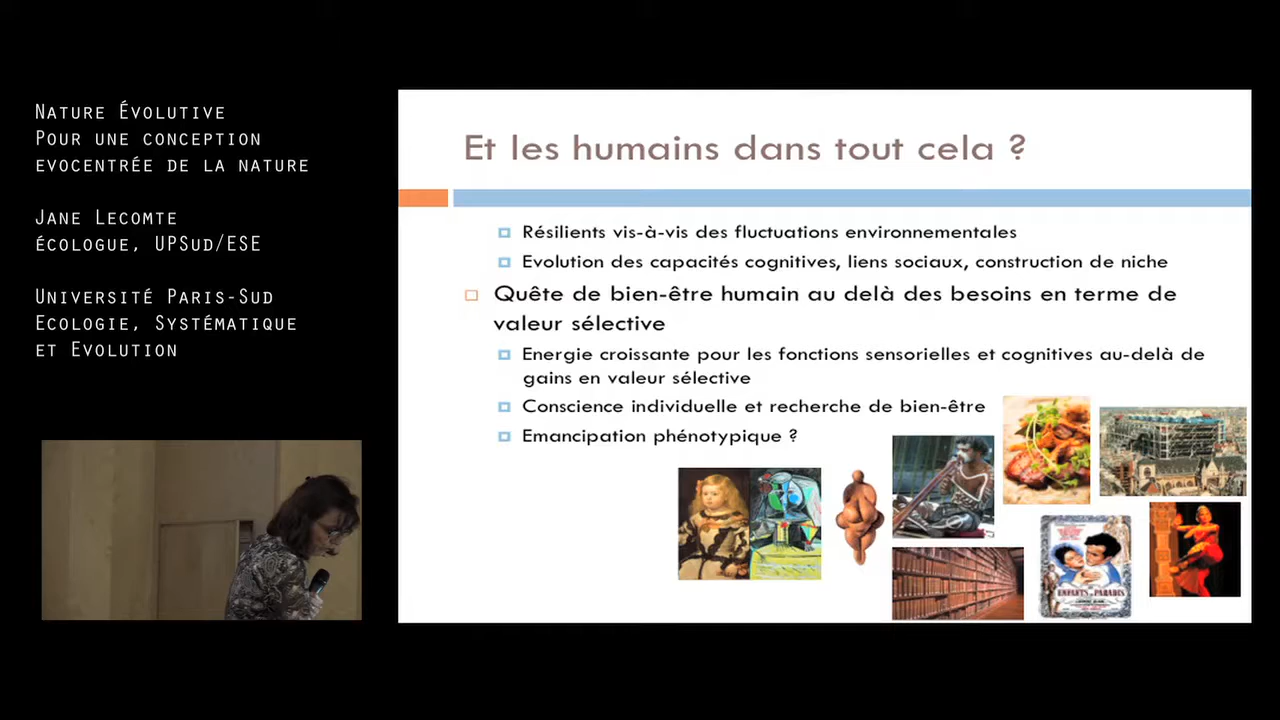 Nature Évolutive
Pour une conception
evocentrée de la nature
Jane Lecomte
écologue, UPSud/ESE
Université Paris-Sud
Ecologie, Systématique
et Evolution
Et les humains dans tout cela ?
Résilients vis-à-vis des fluctuations environnementales
Evolution des capacités cognitives, liens sociaux, construction de niche
Quête de bien-être humain au delà des besoins en terme de
valeur sélective
Energie croissante pour les fonctions sensorielles et cognitives au-delà de
gains en valeur sélective
Conscience individuelle et recherche de bien-être
Emancipation phénotypique ?
ENFANTS DU PARADIS